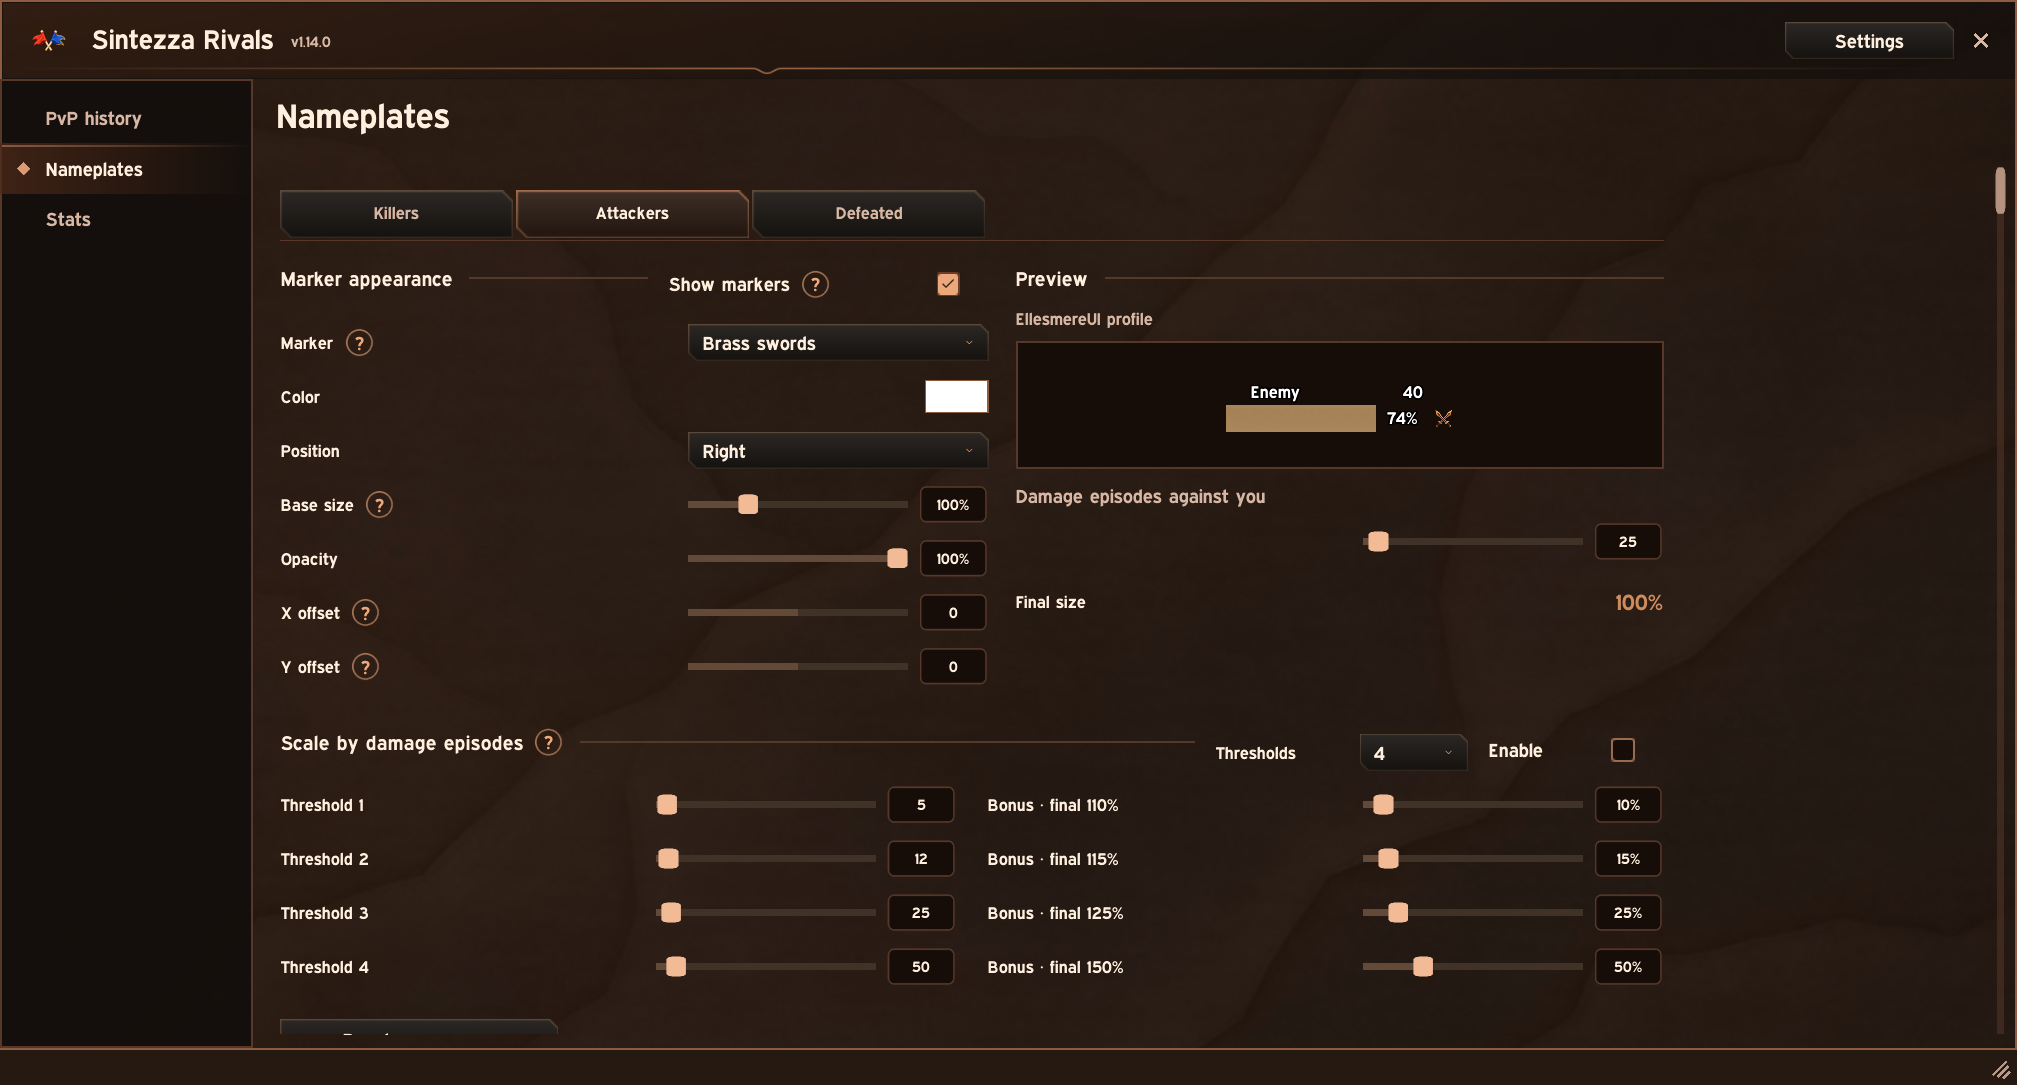 Sintezza Rivals v1.14.0
Settings
PvP history
Nameplates
Stats
Nameplates
Killers
Attackers
Defeated
Marker appearance
Show markers ?
Marker ?
Brass swords
Color
Position
Right
Base size ?
100%
Opacity
100%
X offset ?
0
Y offset ?
0
Preview
EllesmereUI profile
Enemy 40
74%
Damage episodes against you
25
Final size 100%
Scale by damage episodes ?
Thresholds 4 Enable
Threshold 1 5 Bonus · final 110% 10%
Threshold 2 12 Bonus · final 115% 15%
Threshold 3 25 Bonus · final 125% 25%
Threshold 4 50 Bonus · final 150% 50%